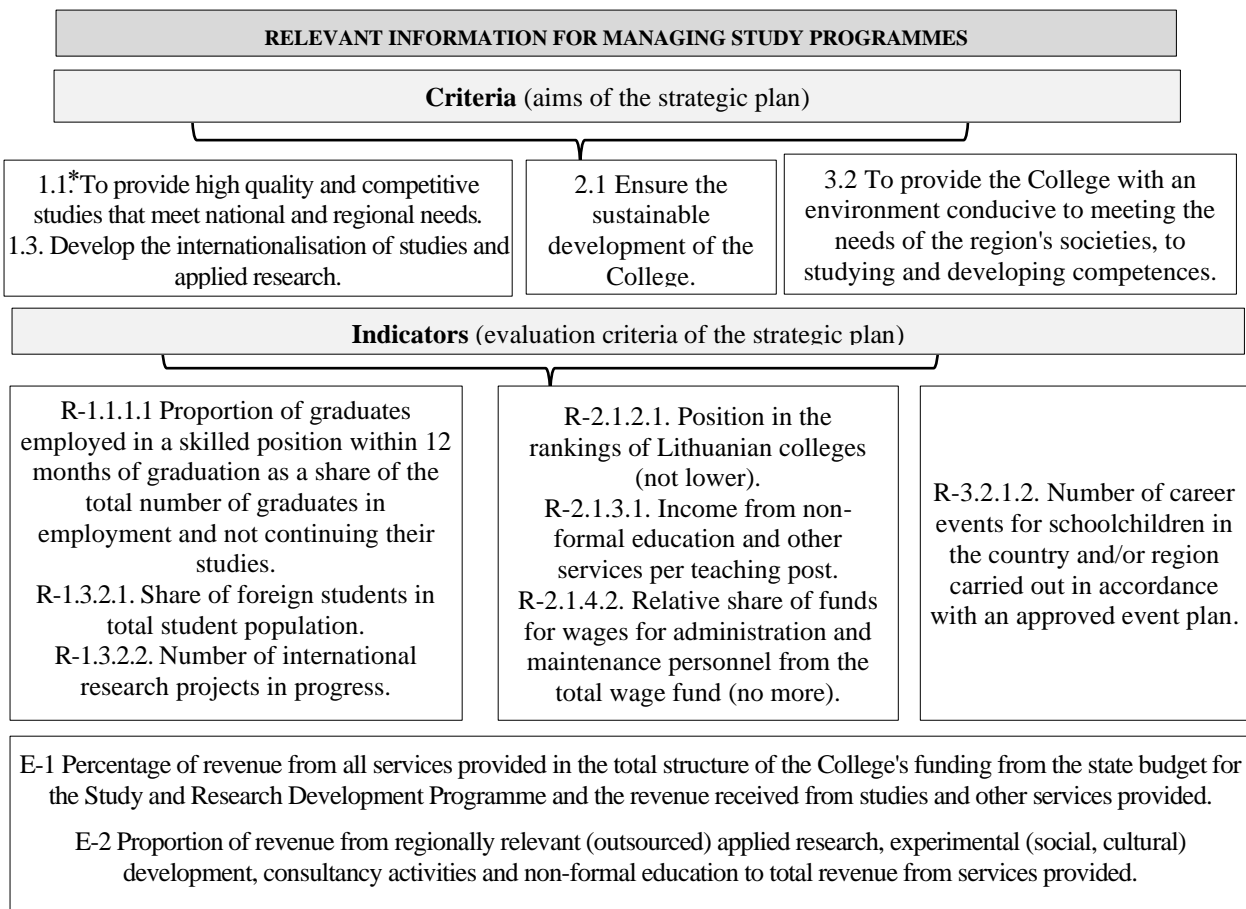 RELEVANT INFORMATION FOR MANAGING STUDY PROGRAMMES
Criteria (aims of the strategic plan)
1.1.* To provide high quality and competitive
studies that meet national and regional needs.
1.3. Develop the internationalisation of studies and
applied research.
2.1 Ensure the
sustainable
development of the
College.
3.2 To provide the College with an
environment conducive to meeting the
needs of the region's societies, to
studying and developing competences.
Indicators (evaluation criteria of the strategic plan)
R-1.1.1.1 Proportion of graduates
employed in a skilled position within 12
months of graduation as a share of the
total number of graduates in
employment and not continuing their
studies.
R-1.3.2.1. Share of foreign students in
total student population.
R-1.3.2.2. Number of international
research projects in progress.
R-2.1.2.1. Position in the
rankings of Lithuanian colleges
(not lower).
R-2.1.3.1. Income from non-
formal education and other
services per teaching post.
R-2.1.4.2. Relative share of funds
for wages for administration and
maintenance personnel from the
total wage fund (no more).
R-3.2.1.2. Number of career
events for schoolchildren in
the country and/or region
carried out in accordance
with an approved event plan.
E-1 Percentage of revenue from all services provided in the total structure of the College's funding from the state budget for
the Study and Research Development Programme and the revenue received from studies and other services provided.
E-2 Proportion of revenue from regionally relevant (outsourced) applied research, experimental (social, cultural)
development, consultancy activities and non-formal education to total revenue from services provided.